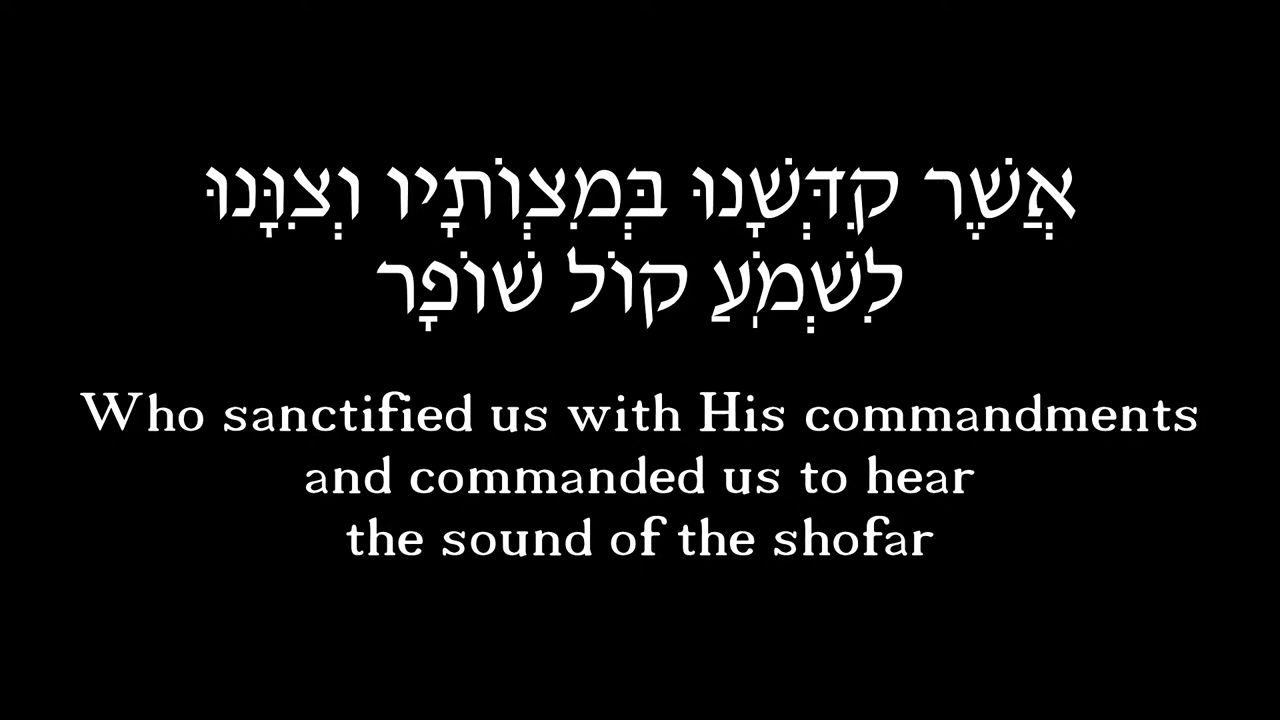 אֲשֶׁר קִדְּשָׁנוּ בְּמִצְוֹתָיו וְצִוָּנוּ
לִשְׁמֹֽעַ קוֹל שׁוֹפָר
Who sanctified us with His commandments
and commanded us to hear
the sound of the shofar